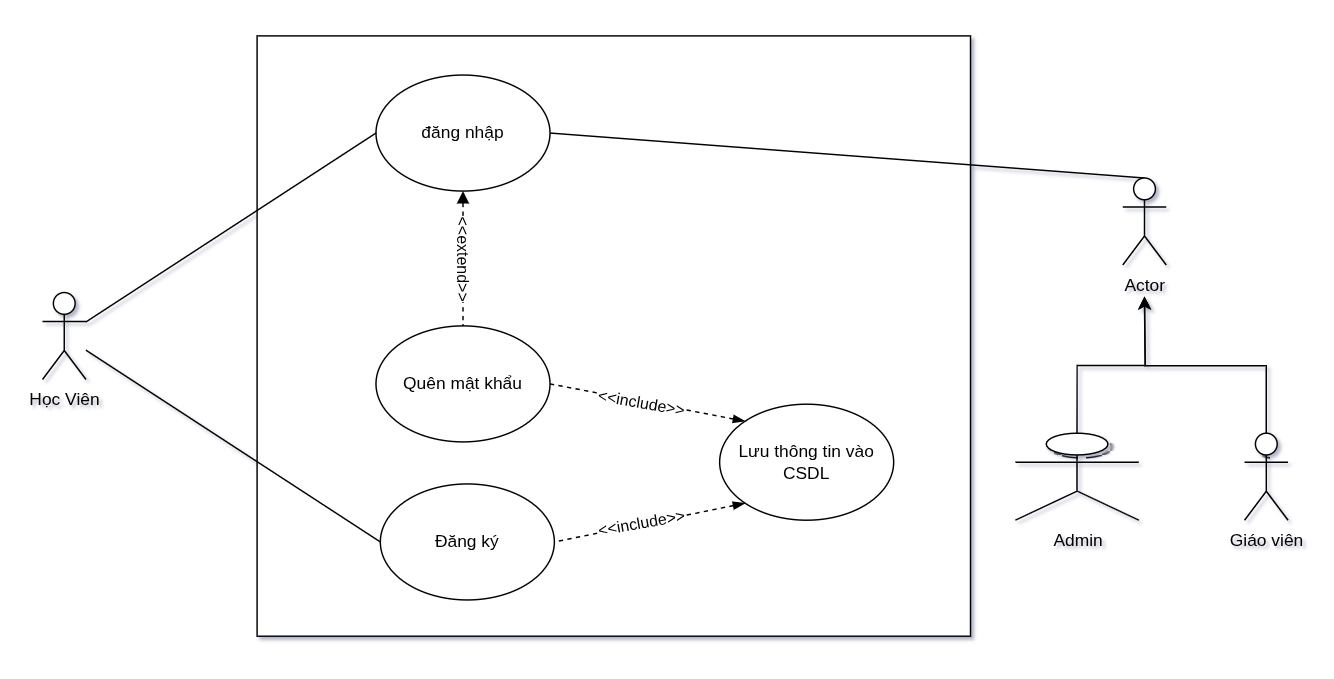 đăng nhập
<<extend>>
Actor
Quên mật khẩu
<<include>>
Học Viên
Lưu thông tin vào
CSDL
<<include>>
Đăng ký
Admin
Giáo viên